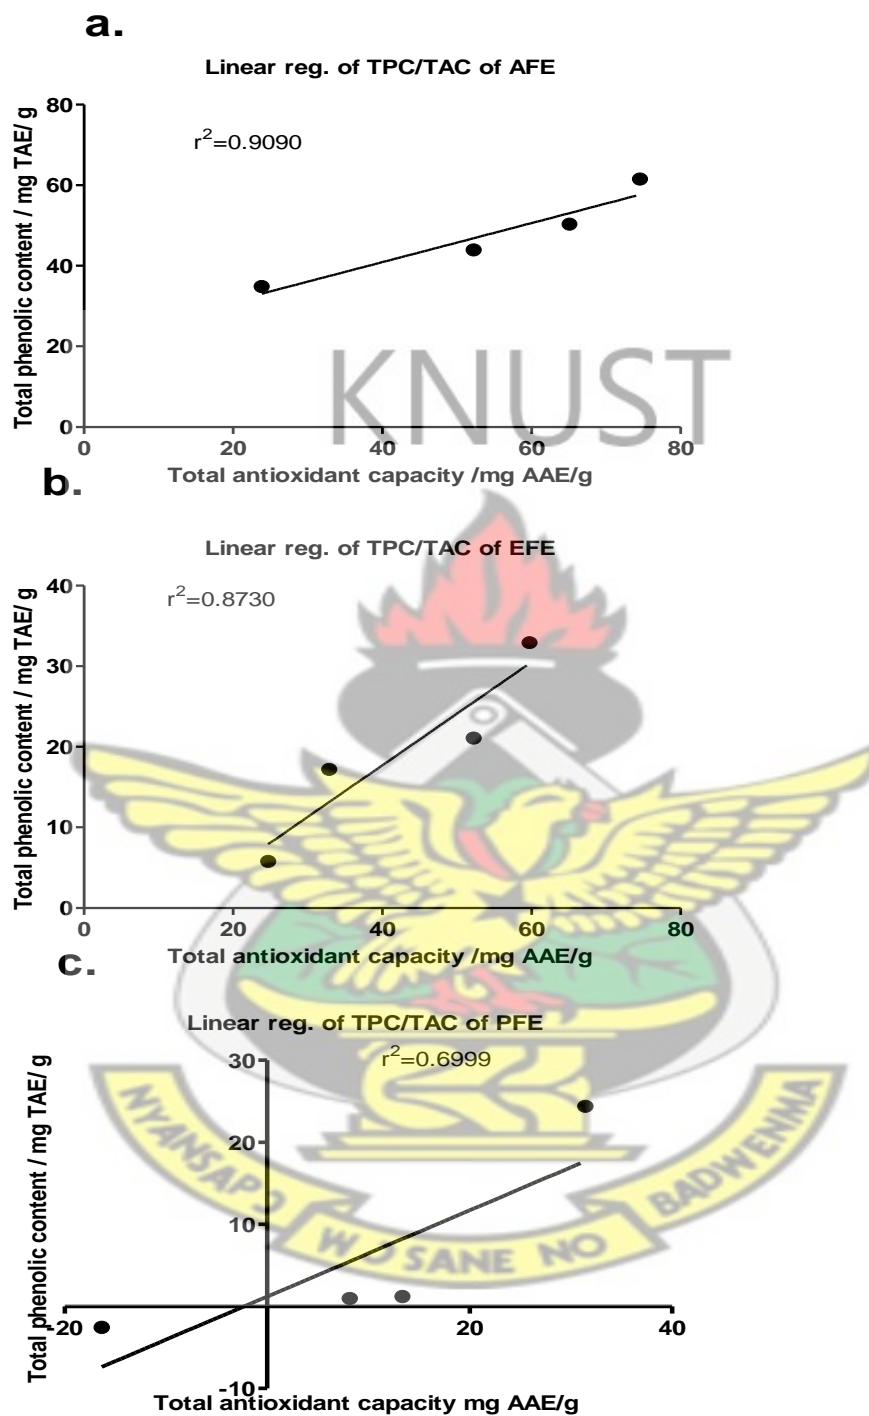 a.
Linear reg. of TPC/TAC of AFE
r²=0.9090
Total phenolic content / mg TAE/ g
80
60
40
20
0
0 20 40 60 80
Total antioxidant capacity /mg AAE/g
KNUST
b.
Linear reg. of TPC/TAC of EFE
r²=0.8730
Total phenolic content / mg TAE/ g
40
30
20
10
0
0 20 40 60 80
Total antioxidant capacity /mg AAE/g
c.
Linear reg. of TPC/TAC of PFE
r²=0.6999
Total phenolic content / mg TAE/ g
30
20
10
-20 20 40
-10
Total antioxidant capacity mg AAE/g
NYANSAPƆ WƆSANE NO BADWENMA